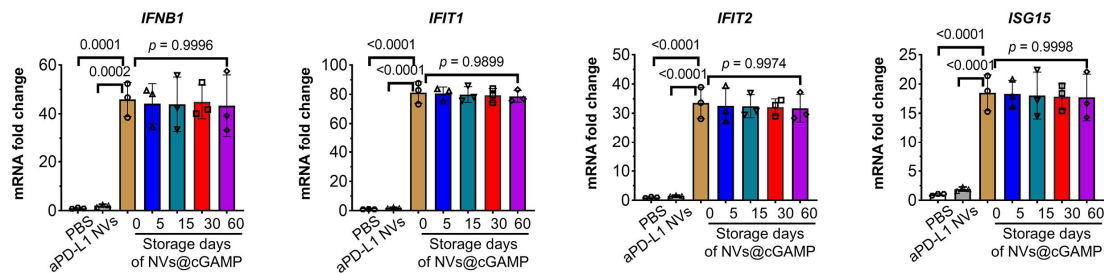 IFNB1
mRNA fold change
60
40
20
0
0.0001
0.0002
p = 0.9996
PBS
aPD-L1 NVs
0 5 15 30 60
Storage days
of NVs@cGAMP
IFIT1
mRNA fold change
100
80
60
40
20
0
<0.0001
<0.0001
p = 0.9899
PBS
aPD-L1 NVs
0 5 15 30 60
Storage days
of NVs@cGAMP
IFIT2
mRNA fold change
50
40
30
20
10
0
<0.0001
<0.0001
p = 0.9974
PBS
aPD-L1 NVs
0 5 15 30 60
Storage days
of NVs@cGAMP
ISG15
mRNA fold change
25
20
15
10
5
0
<0.0001
<0.0001
p = 0.9998
PBS
aPD-L1 NVs
0 5 15 30 60
Storage days
of NVs@cGAMP